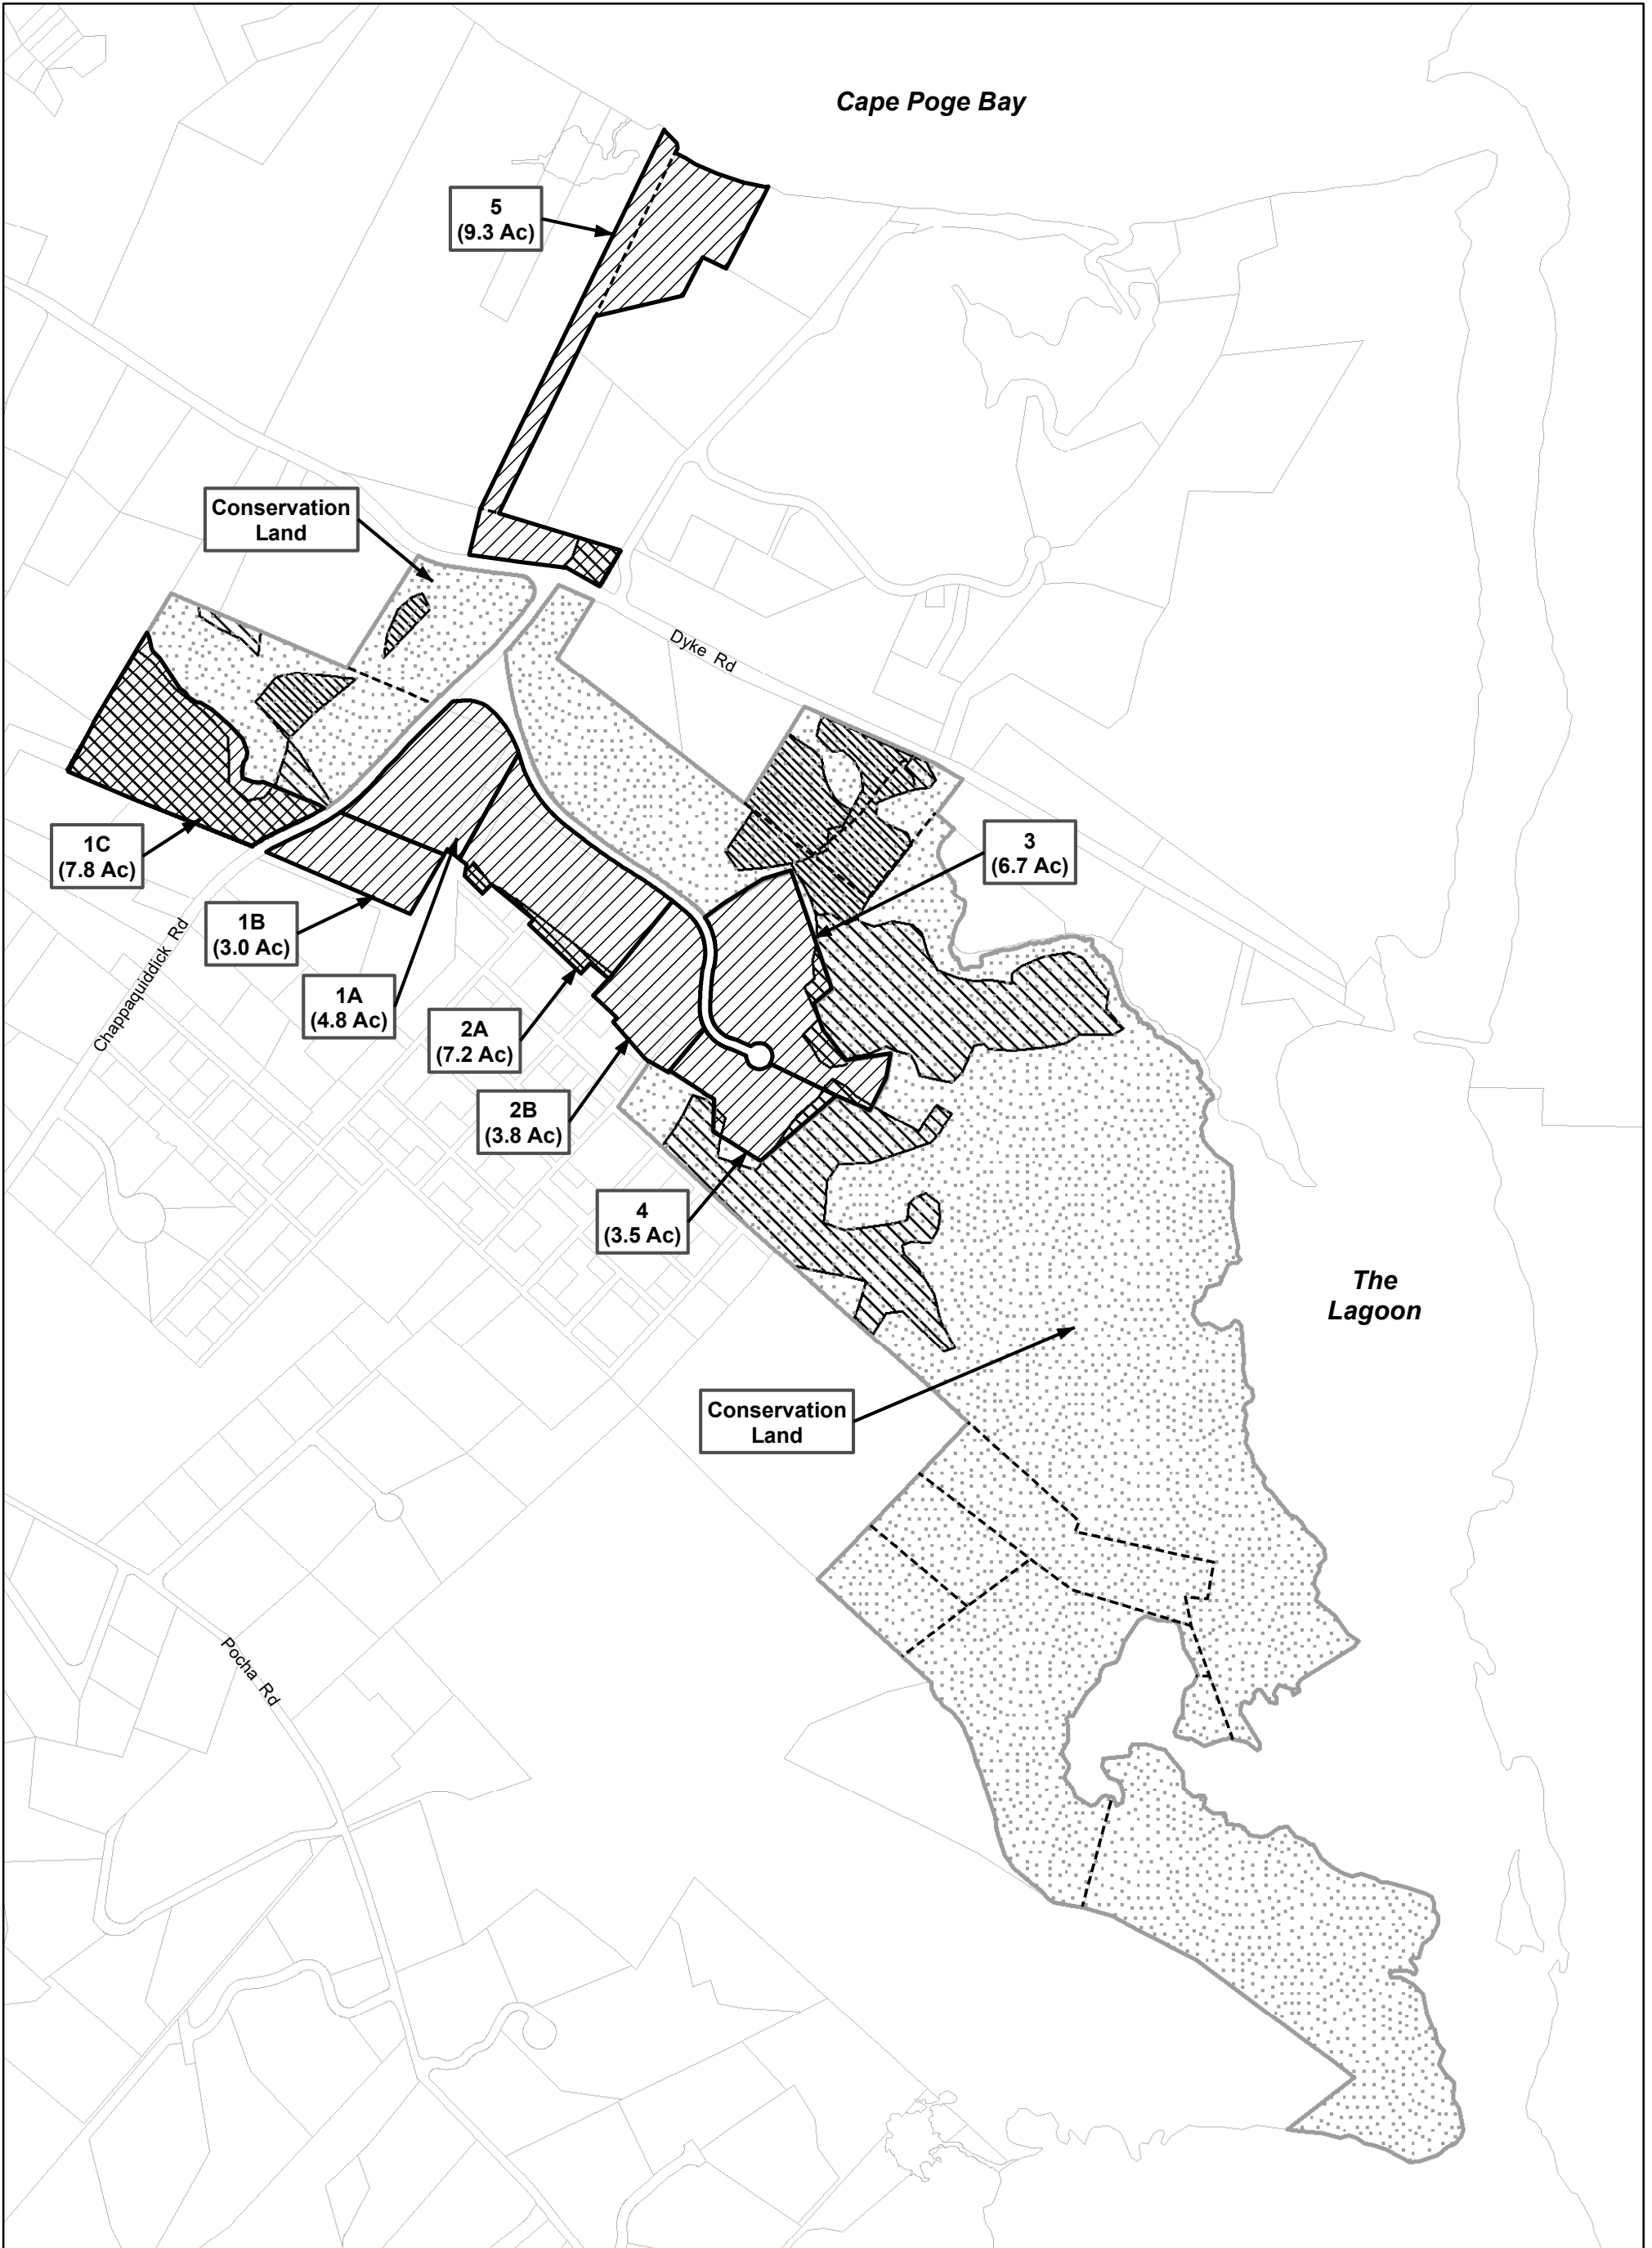 Cape Poge Bay
5
(9.3 Ac)
Conservation
Land
Dyke Rd
1C
(7.8 Ac)
3
(6.7 Ac)
1B
(3.0 Ac)
Chappaquiddick Rd
1A
(4.8 Ac)
2A
(7.2 Ac)
2B
(3.8 Ac)
4
(3.5 Ac)
The
Lagoon
Conservation
Land
Pocha Rd